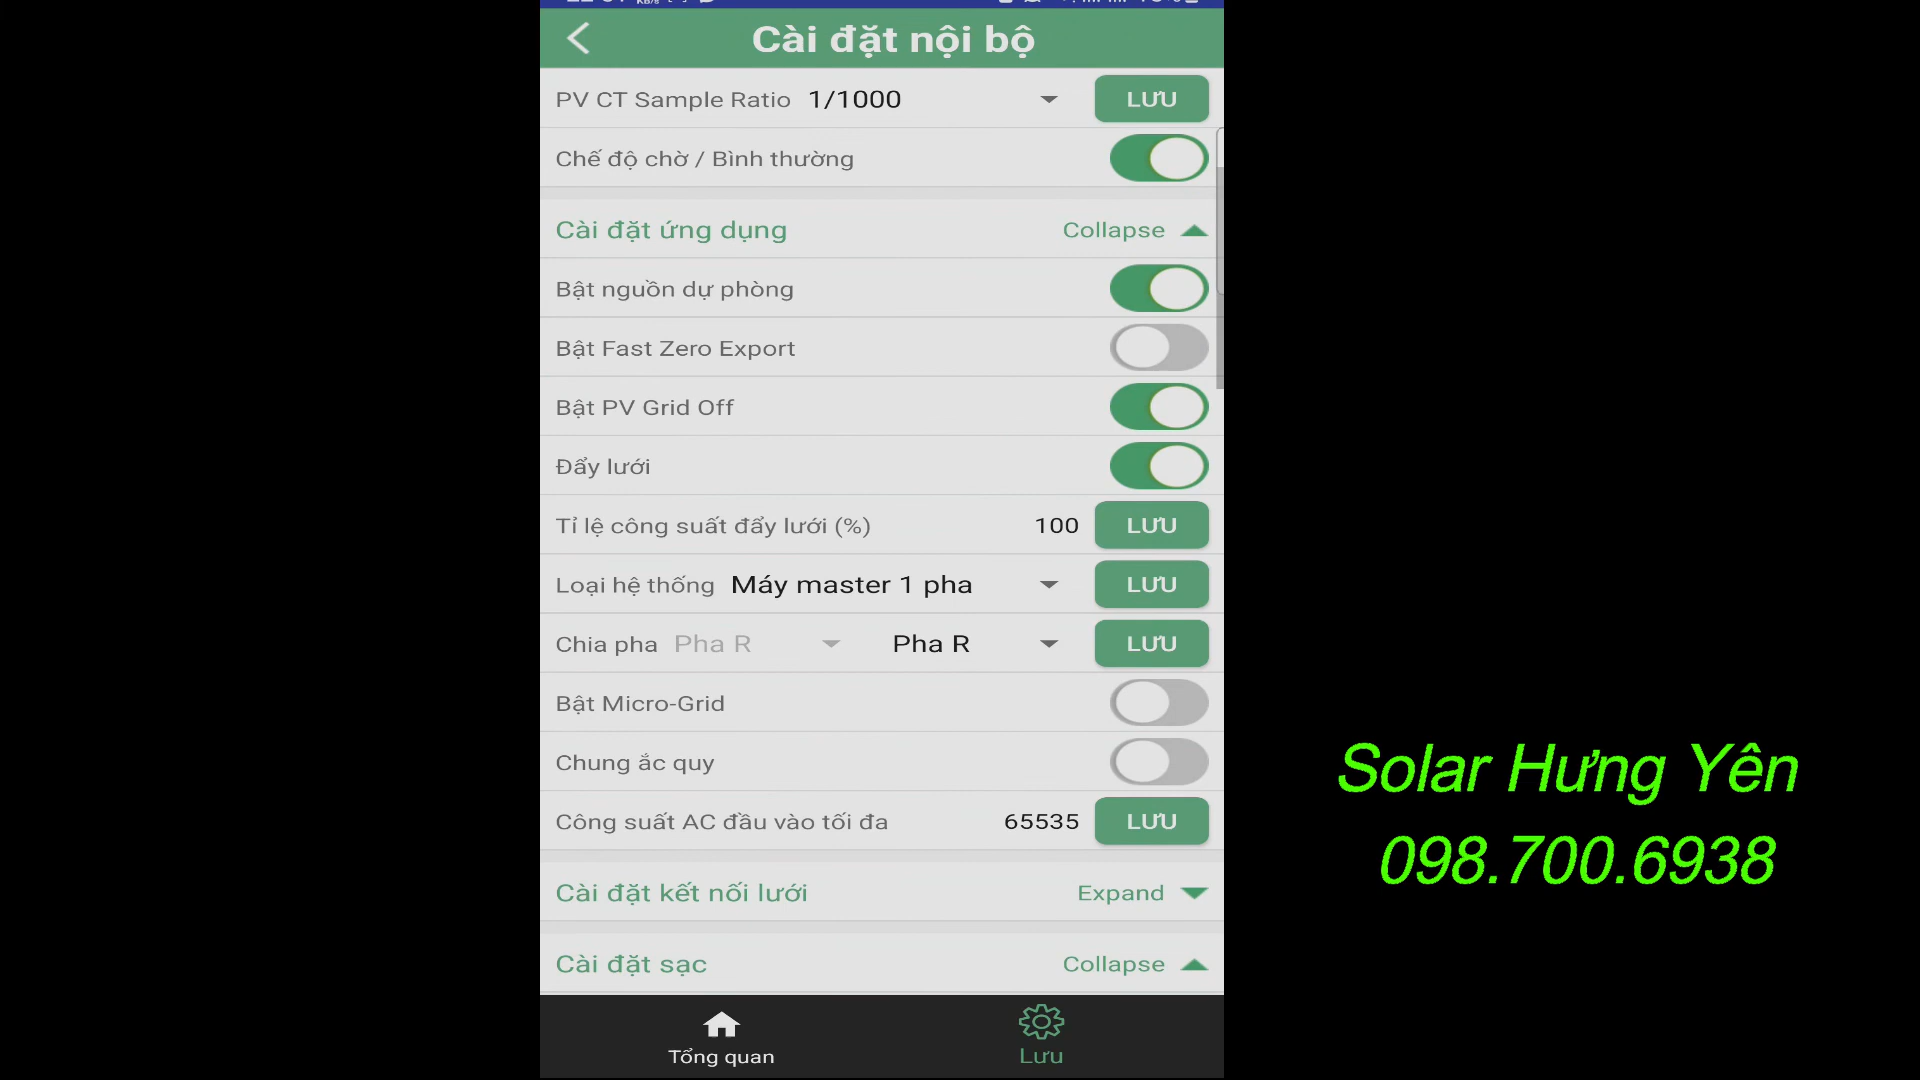 Cài đặt nội bộ
PV CT Sample Ratio 1/1000 LƯU
Chế độ chờ / Bình thường
Cài đặt ứng dụng Collapse
Bật nguồn dự phòng
Bật Fast Zero Export
Bật PV Grid Off
Đẩy lưới
Tỉ lệ công suất đẩy lưới (%) 100 LƯU
Loại hệ thống Máy master 1 pha LƯU
Chia pha Pha R Pha R LƯU
Bật Micro-Grid
Chung ắc quy
Công suất AC đầu vào tối đa 65535 LƯU
Cài đặt kết nối lưới Expand
Cài đặt sạc Collapse
Tổng quan Lưu
Solar Hưng Yên
098.700.6938